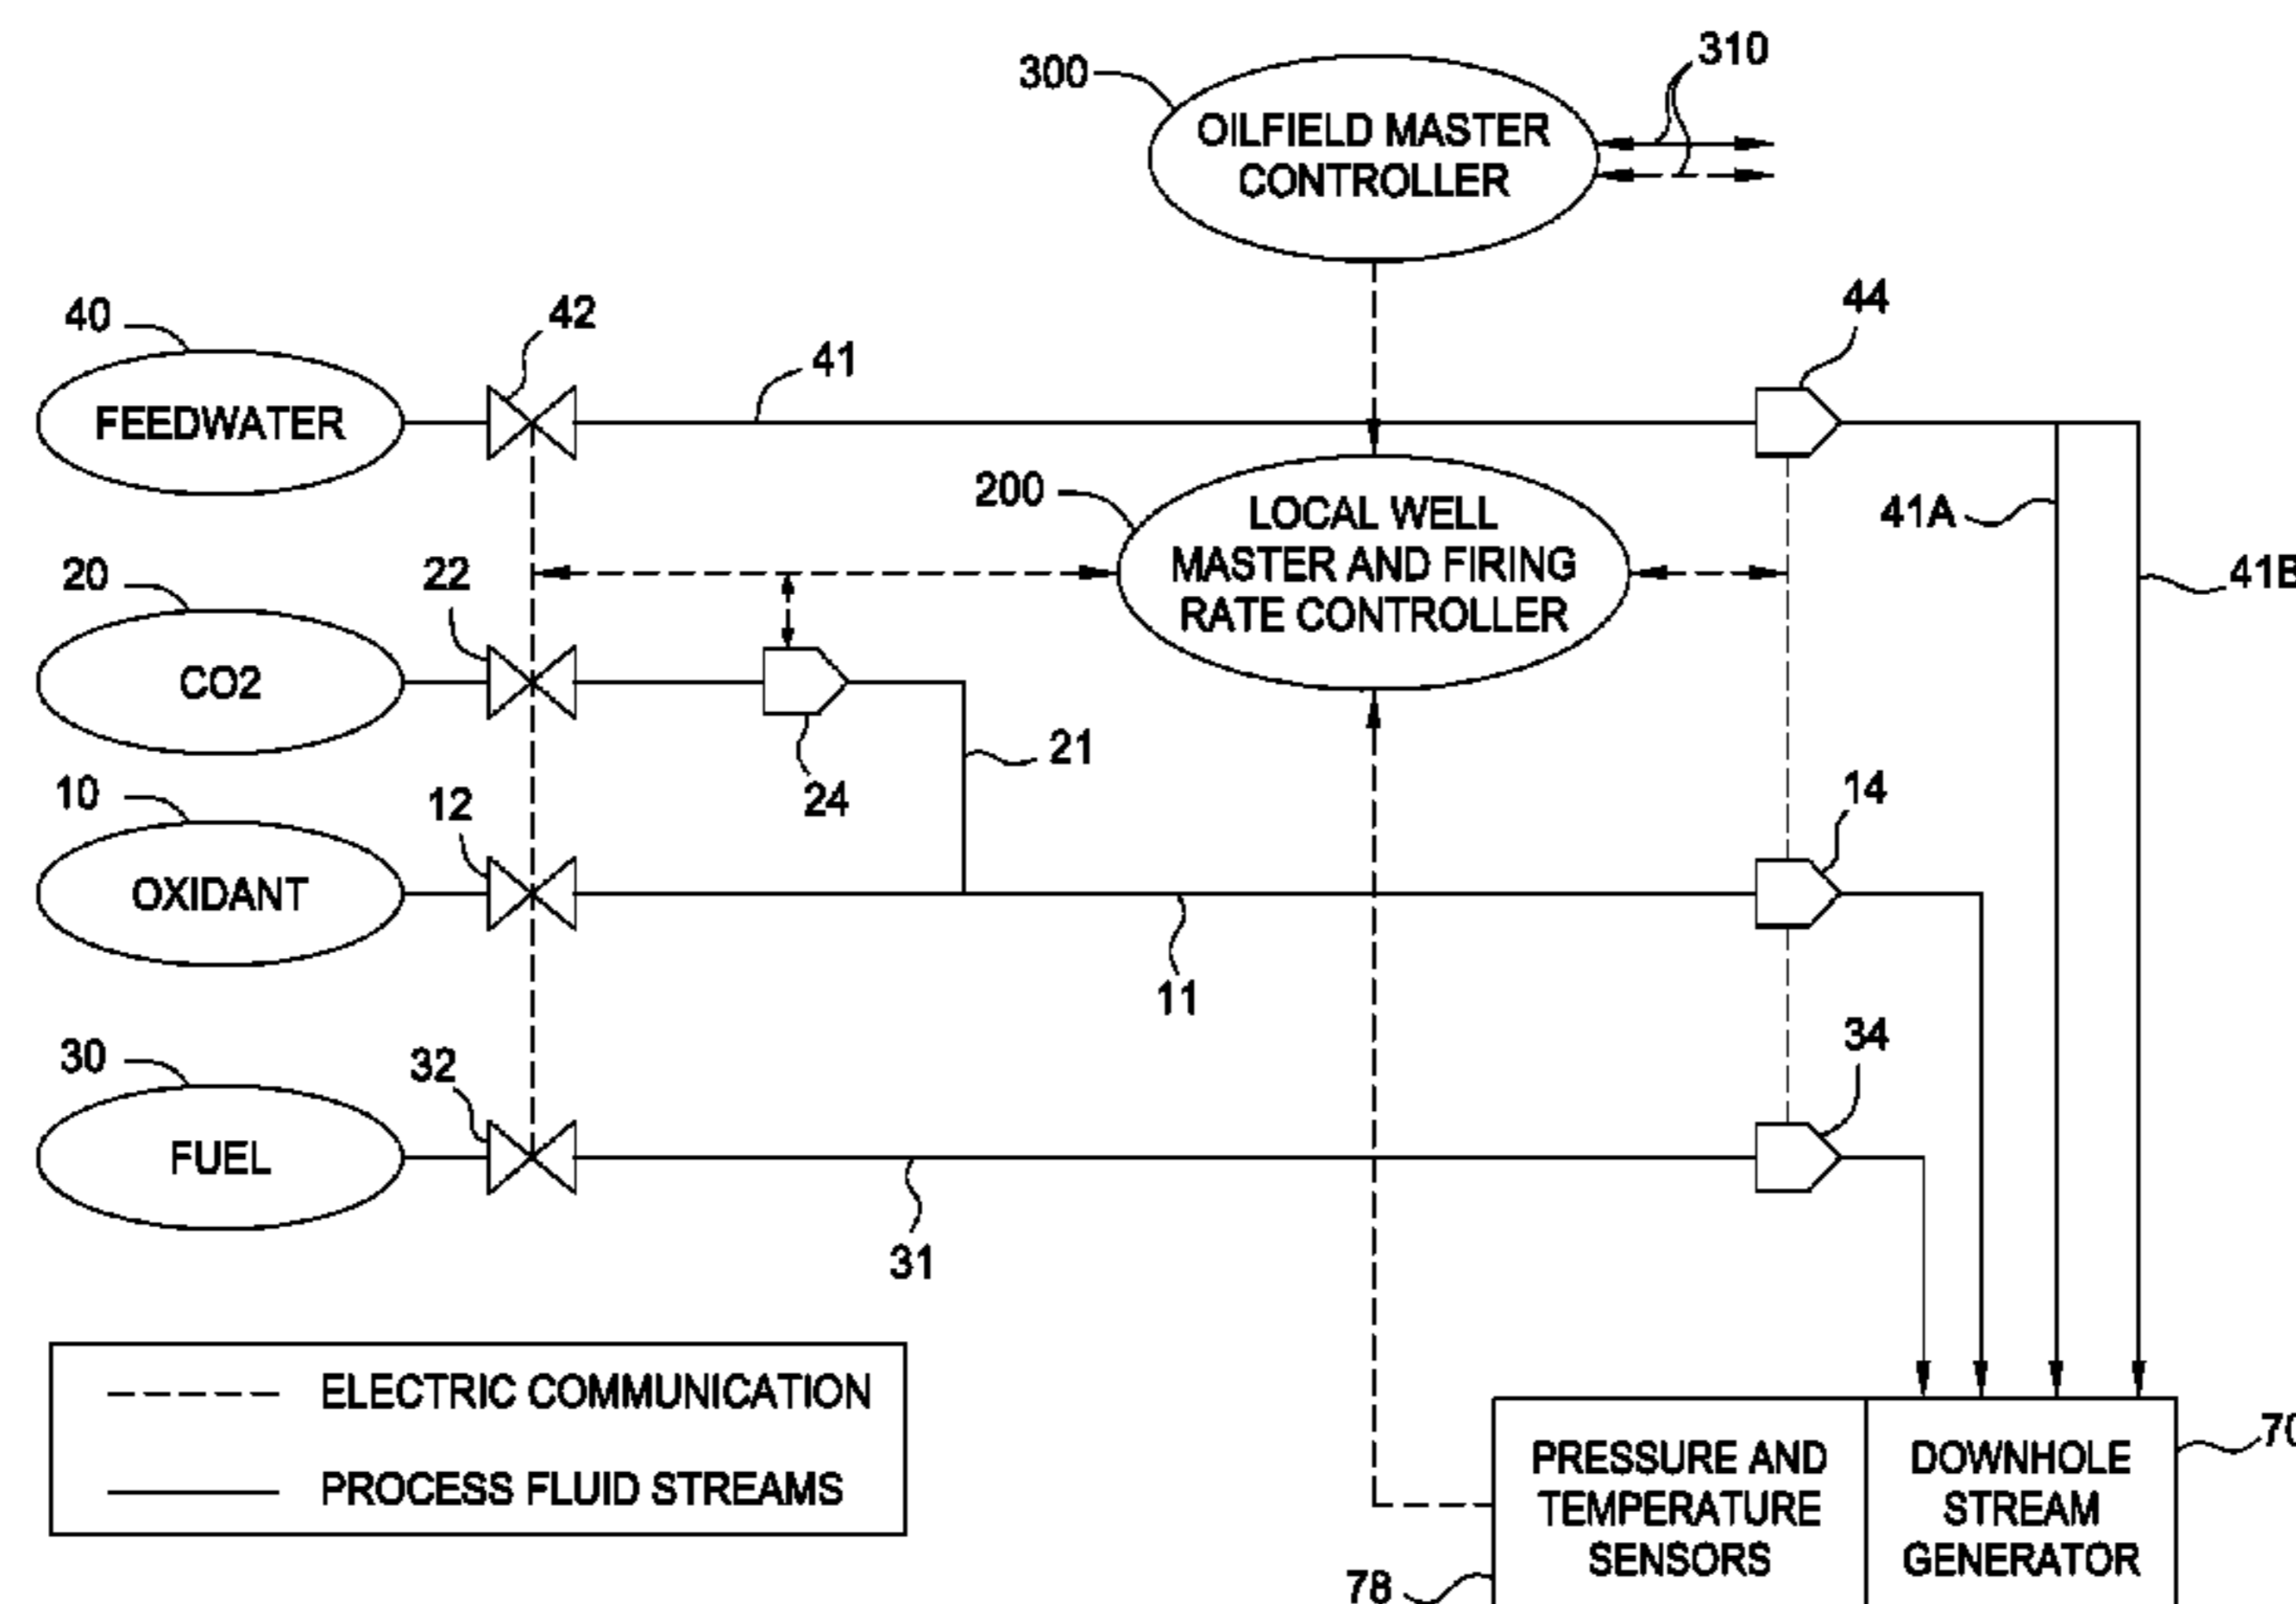 310
300
OILFIELD MASTER
CONTROLLER
40
42
44
41
FEEDWATER
200
LOCAL WELL
MASTER AND FIRING
RATE CONTROLLER
41A
41B
20
22
CO2
21
24
10
12
14
OXIDANT
11
30
32
34
FUEL
31
ELECTRIC COMMUNICATION
PROCESS FLUID STREAMS
PRESSURE AND
TEMPERATURE
SENSORS
78
DOWNHOLE
STREAM
GENERATOR
70